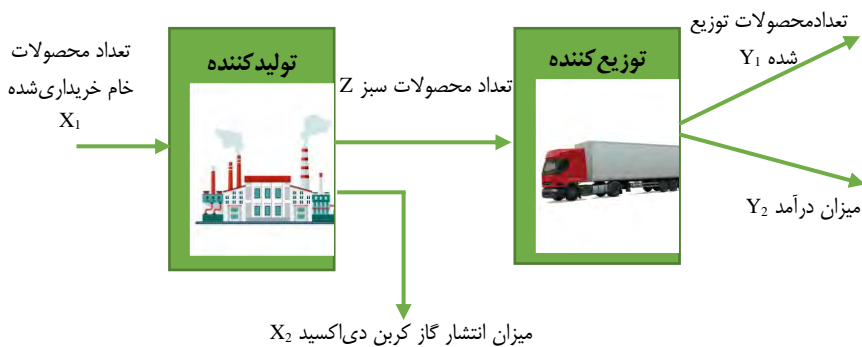 تعداد محصولات
خام خریداری‌شده
X1
تولیدکننده
تعداد محصولات سبز Z
توزیع‌کننده
تعدادمحصولات توزیع
شده Y1
میزان درآمد Y2
میزان انتشار گاز کربن دی‌اکسید X2